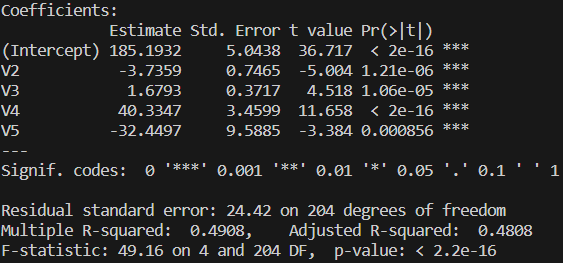 Coefficients:
            Estimate Std. Error t value Pr(>|t|)
(Intercept) 185.1932     5.0438  36.717  < 2e-16 ***
V2           -3.7359     0.7465  -5.004 1.21e-06 ***
V3            1.6793     0.3717   4.518 1.06e-05 ***
V4           40.3347     3.4599  11.658  < 2e-16 ***
V5          -32.4497     9.5885  -3.384 0.000856 ***
---
Signif. codes:  0 '***' 0.001 '**' 0.01 '*' 0.05 '.' 0.1 ' ' 1
Residual standard error: 24.42 on 204 degrees of freedom
Multiple R-squared:  0.4908,    Adjusted R-squared:  0.4808
F-statistic: 49.16 on 4 and 204 DF,  p-value: < 2.2e-16